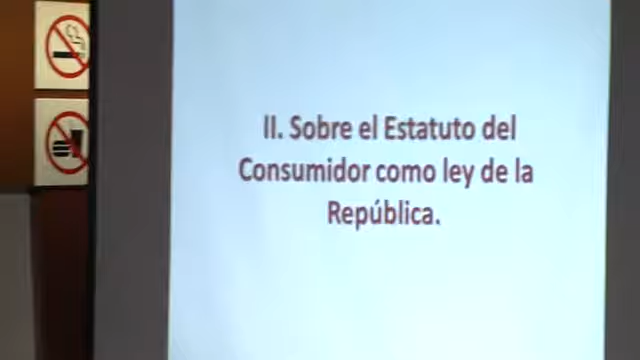 II. Sobre el Estatuto del
Consumidor como ley de la
República.